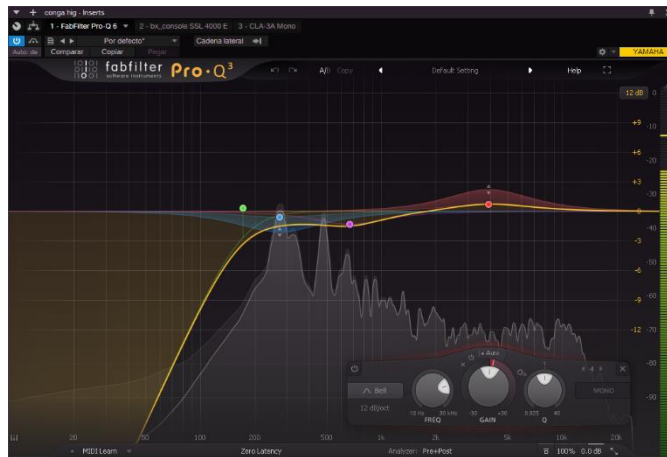 conga hig - Inserts
1 - FabFilter Pro-Q 6 2 - bx_console SSL 4000 E 3 - CLA-3A Mono
Por defecto* Cadena lateral
Auto: de Comparar Copiar Pegar YAMAHA
fabfilter Pro·Q³ A/B Copy Default Setting Help
software instruments
12 dB 0
+9 -10
+6 -20
+3 -30
0 -40
-3 -50
-6 -60
-9 -70
-12 -80
-90
Auto
4
Bell MONO
12 dB/oct 10 Hz 30 kHz -30 +30 0.025 40
FREQ GAIN Q
20 50 100 200 500 1k 2k 5k 10k 20k
MIDI Learn Zero Latency Analyzer: Pre+Post 100% 0.0 dB